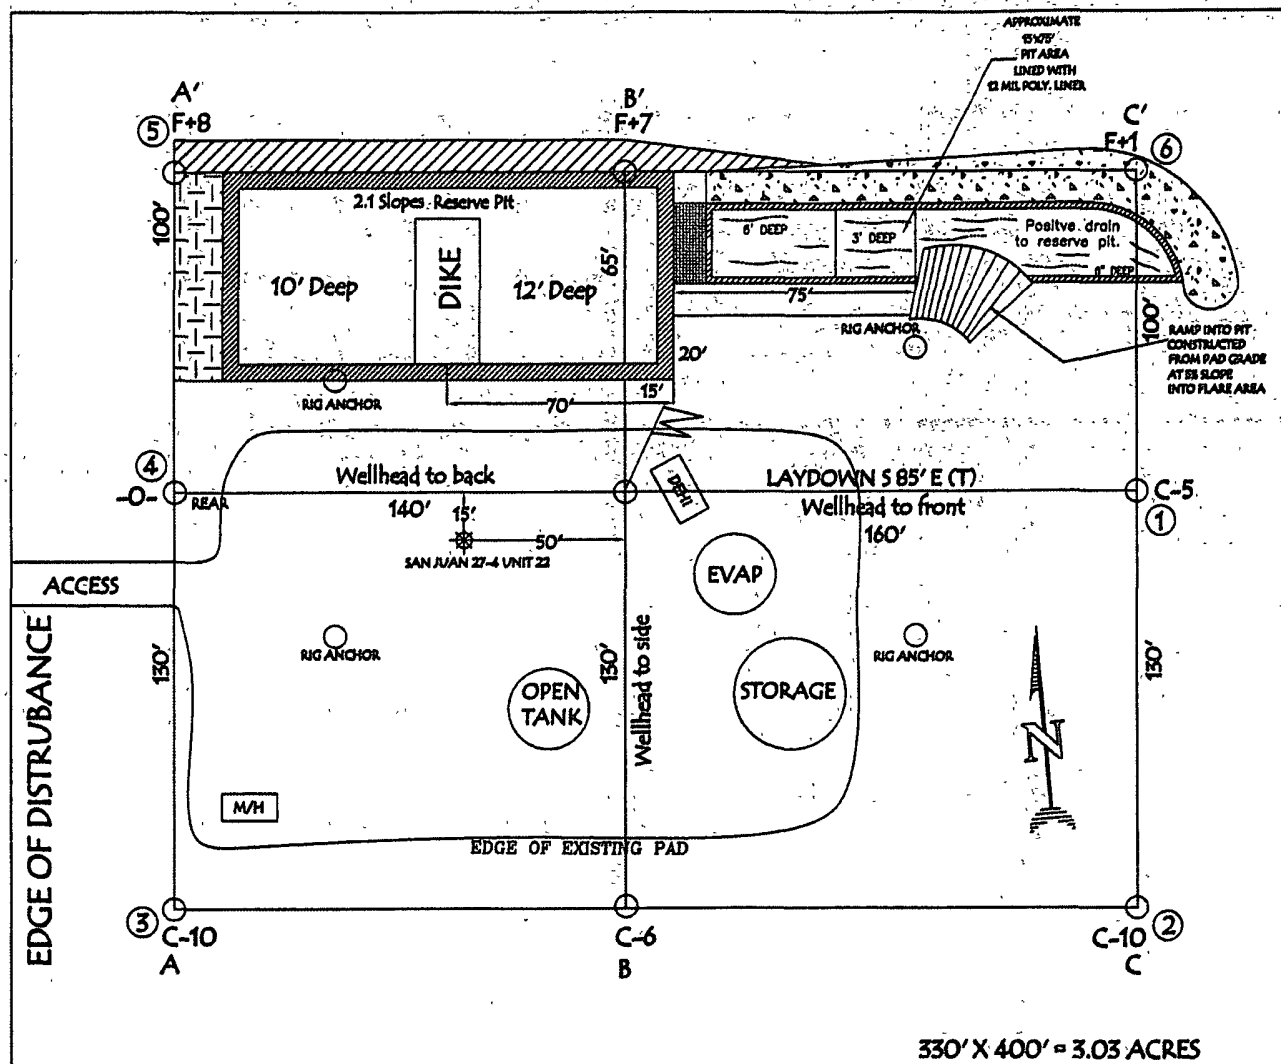 APPROXIMATE
15'x75'
PIT AREA
LINED WITH
12 MIL POLY. LINER
A'
5
F+8
B'
F+7
C'
F+1
6
100'
2.1 Slopes Reserve Pit
DIKE
10' Deep
12' Deep
65'
6' DEEP
3' DEEP
Positve drain
to reserve pit.
75'
100'
RIG ANCHOR
RAMP INTO PIT
CONSTRUCTED
FROM PAD GRADE
AT 5% SLOPE
INTO FLARE AREA
20'
15'
RIG ANCHOR
70'
4
-0-
REAR
Wellhead to back
140'
15'
50'
SAN JUAN 27-4 UNIT 22
DEHI
LAYDOWN S 85' E (T)
Wellhead to front
160'
C-5
1
ACCESS
EVAP
EDGE OF DISTRUBANCE
130'
RIG ANCHOR
130'
Wellhead to side
OPEN
TANK
STORAGE
RIG ANCHOR
130'
N
M/H
EDGE OF EXISTING PAD
3
C-10
A
C-6
B
C-10
C
2
330' X 400' = 3.03 ACRES